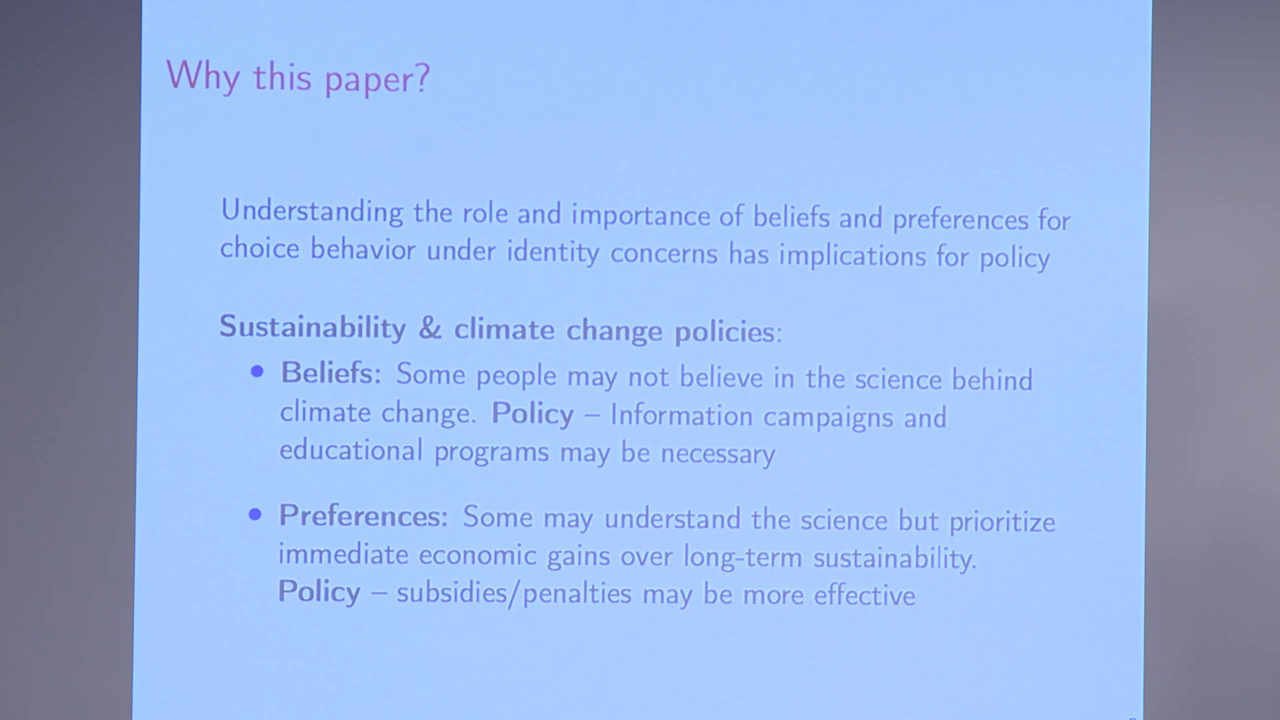 Why this paper?
Understanding the role and importance of beliefs and preferences for
choice behavior under identity concerns has implications for policy
Sustainability & climate change policies:
• Beliefs: Some people may not believe in the science behind
climate change. Policy – Information campaigns and
educational programs may be necessary
• Preferences: Some may understand the science but prioritize
immediate economic gains over long-term sustainability.
Policy – subsidies/penalties may be more effective